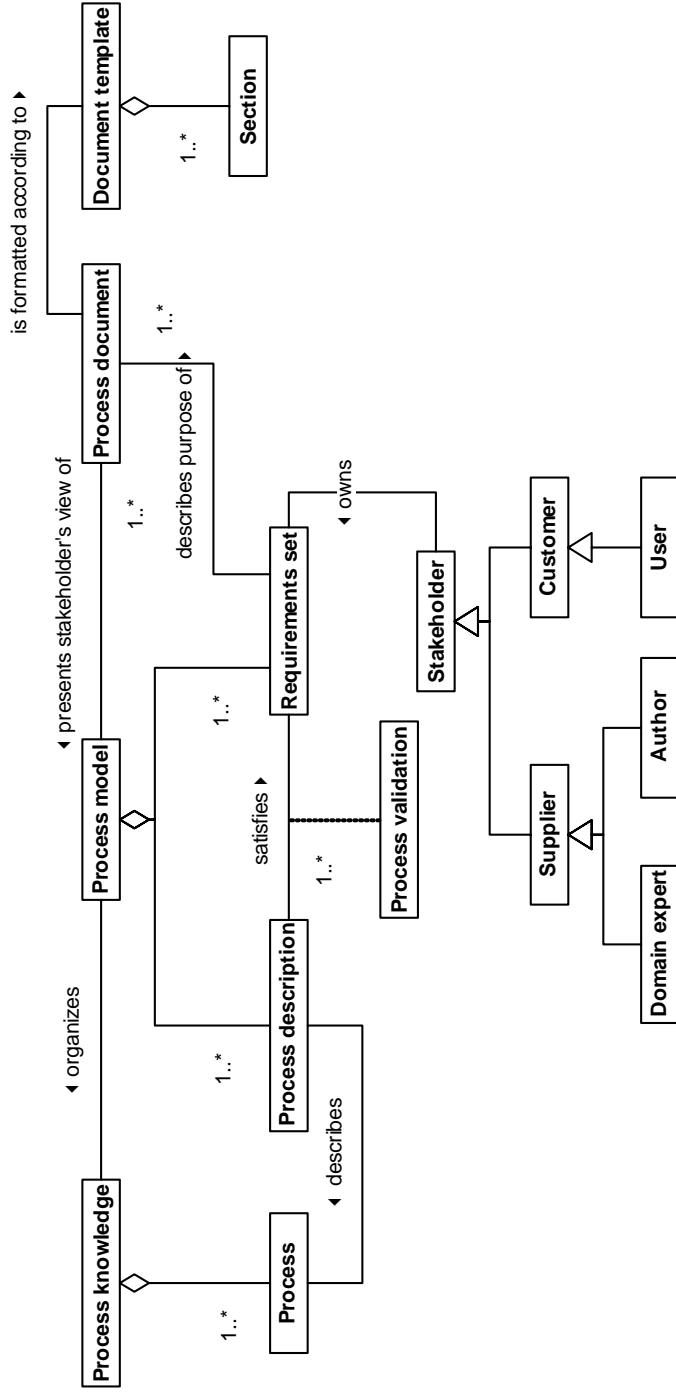 is formatted according to ▶
◀ organizes
◀ presents stakeholder's view of
Process knowledge
Process model
Process document
Document template
1..*
1..*
describes purpose of ▶
1..*
1..*
1..*
1..*
Section
satisfies ▶
Process
Process description
Requirements set
1..*
◀ describes
◀ owns
Process validation
Stakeholder
Supplier
Customer
Domain expert
Author
User